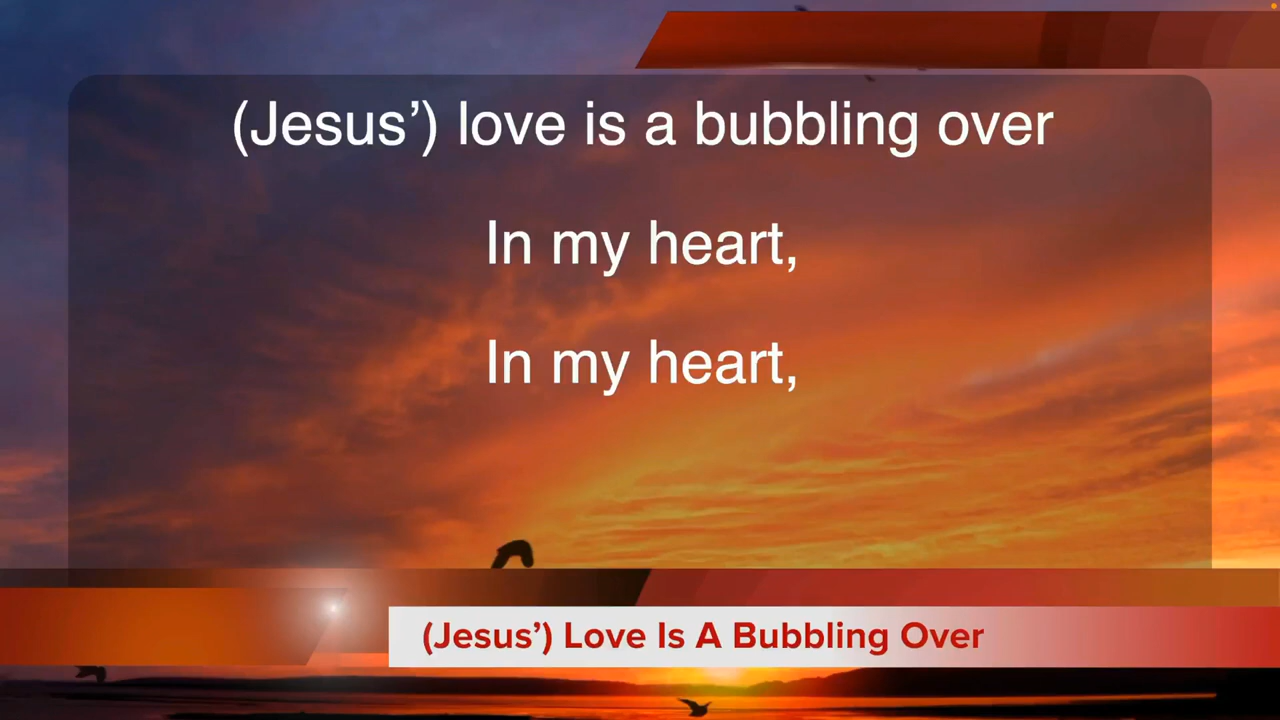 (Jesus’) love is a bubbling over
In my heart,
In my heart,
(Jesus’) Love Is A Bubbling Over